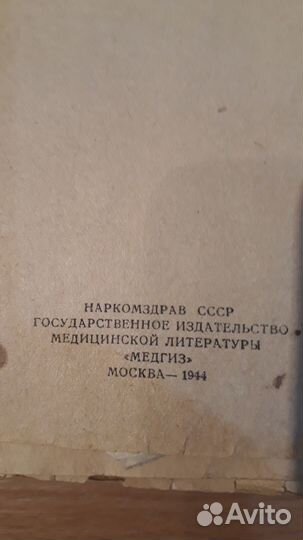 НАРКОМЗДРАВ СССР
ГОСУДАРСТВЕННОЕ ИЗДАТЕЛЬСТВО
МЕДИЦИНСКОЙ ЛИТЕРАТУРЫ
«МЕДГИЗ»
МОСКВА — 1944
Avito